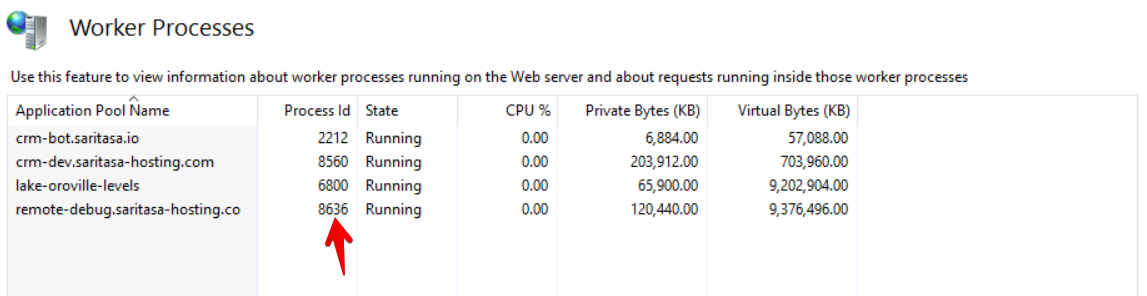 Worker Processes
Use this feature to view information about worker processes running on the Web server and about requests running inside those worker processes
Application Pool Name Process Id State CPU % Private Bytes (KB) Virtual Bytes (KB)
crm-bot.saritasa.io 2212 Running 0.00 6,884.00 57,088.00
crm-dev.saritasa-hosting.com 8560 Running 0.00 203,912.00 703,960.00
lake-oroville-levels 6800 Running 0.00 65,900.00 9,202,904.00
remote-debug.saritasa-hosting.co 8636 Running 0.00 120,440.00 9,376,496.00